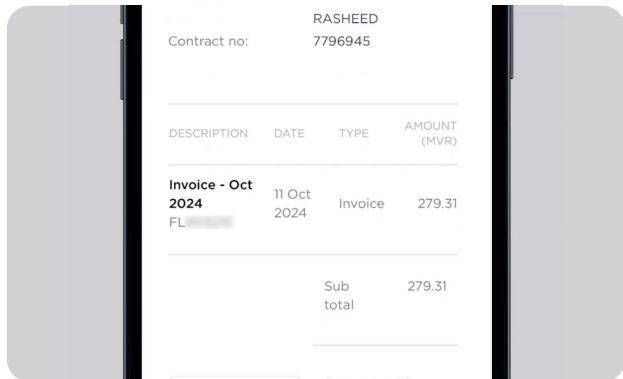 RASHEED
Contract no: 7796945
DESCRIPTION DATE TYPE AMOUNT (MVR)
Invoice - Oct 2024 11 Oct 2024 Invoice 279.31
FL
Sub total 279.31